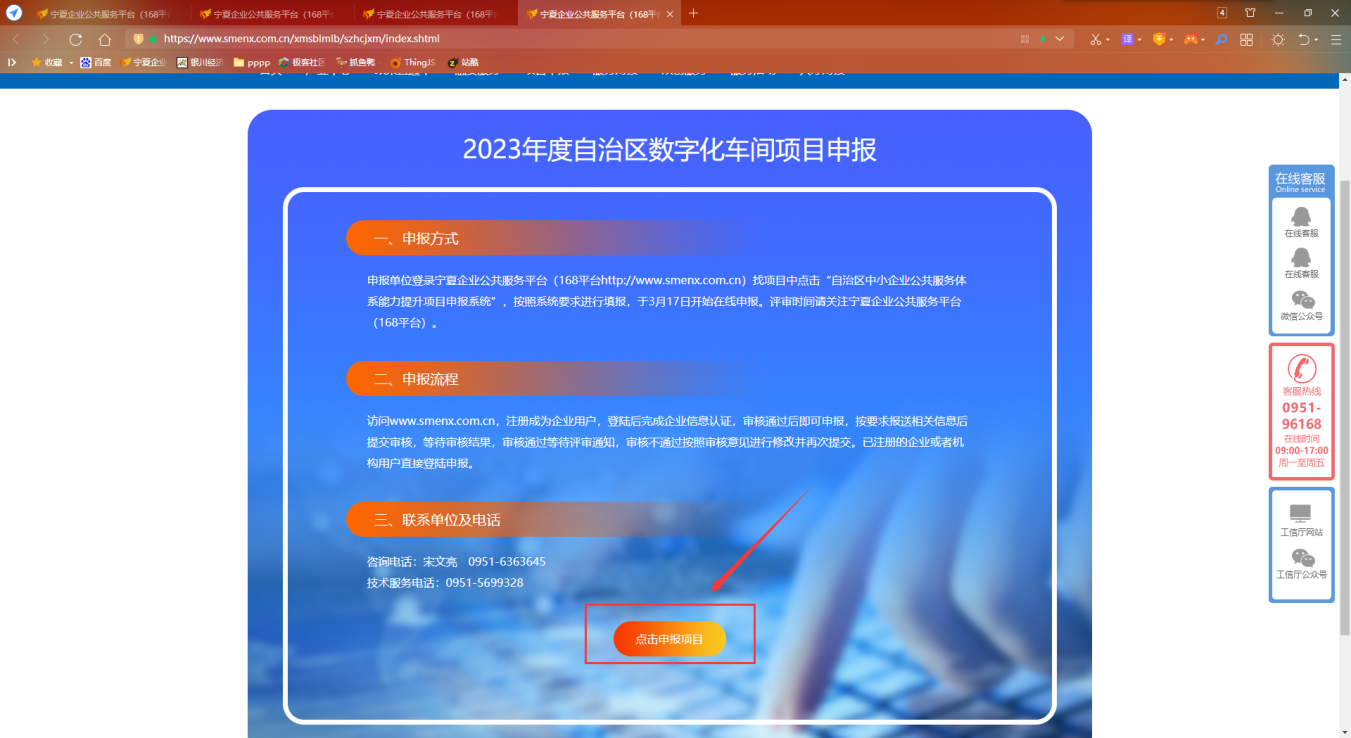 宁夏企业公共服务平台（168平
宁夏企业公共服务平台（168平
宁夏企业公共服务平台（168平
宁夏企业公共服务平台（168平
4
https://www.smenx.com.cn/xmsblmlb/szhcjxm/index.shtml
译
收藏
百度
宁夏企业
银川经济
pppp
极客社区
抓鱼鸭
ThingJS
站酷
2023年度自治区数字化车间项目申报
一、申报方式
申报单位登录宁夏企业公共服务平台（168平台http://www.smenx.com.cn）找项目中点击“自治区中小企业公共服务体
系能力提升项目申报系统”，按照系统要求进行填报，于3月17日开始在线申报。评审时间请关注宁夏企业公共服务平台
（168平台）。
二、申报流程
访问www.smenx.com.cn，注册成为企业用户，登陆后完成企业信息认证，审核通过后即可申报，按要求报送相关信息后
提交审核，等待审核结果，审核通过等待评审通知，审核不通过按照审核意见进行修改并再次提交。已注册的企业或者机
构用户直接登陆申报。
三、联系单位及电话
咨询电话：宋文亮 0951-6363645
技术服务电话：0951-5699328
点击申报项目
在线客服
Online service
在线客服
在线客服
微信公众号
客服热线
0951-
96168
在线时间
09:00-17:00
周一至周五
工信厅网站
工信厅公众号